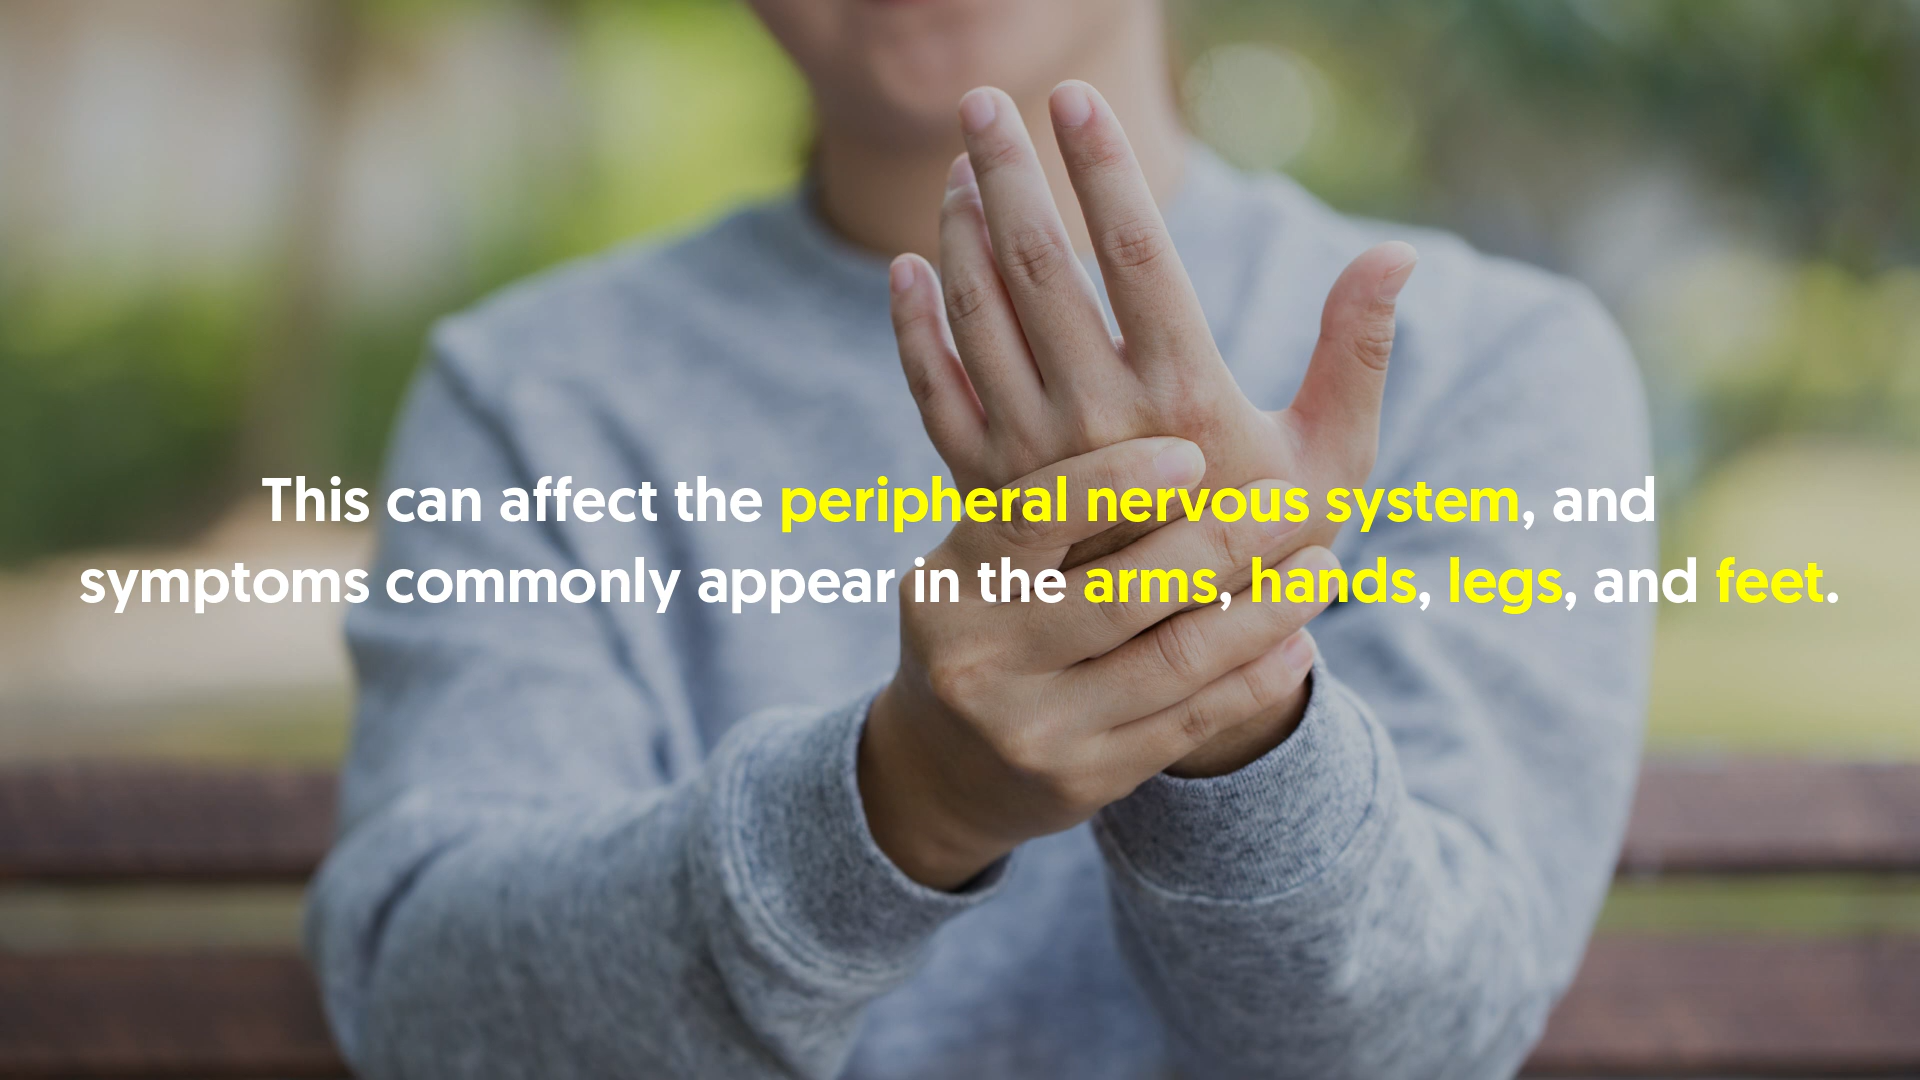 This can affect the peripheral nervous system, and
symptoms commonly appear in the arms, hands, legs, and feet.